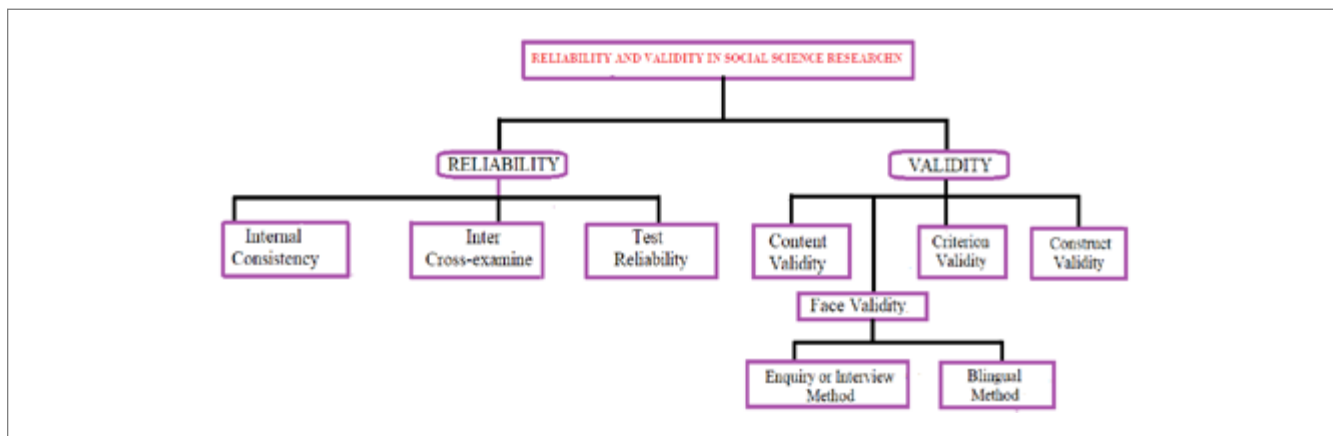 RELIABILITY AND VALIDITY IN SOCIAL SCIENCE RESEARCHN
RELIABILITY
VALIDITY
Internal
Consistency
Inter
Cross-examine
Test
Reliability
Content
Validity
Criterion
Validity
Construct
Validity
Face Validity
Enquiry or Interview
Method
Blingual
Method